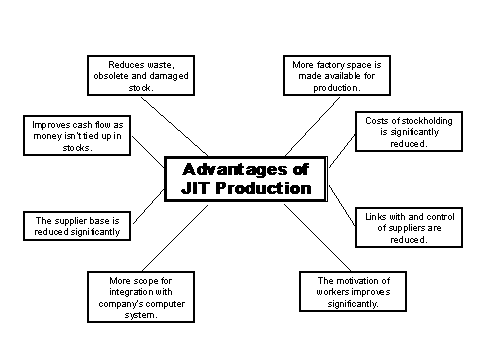 Reduces waste,
obsolete and damaged
stock.
More factory space is
made available for
production.
Improves cash flow as
money isn't tied up in
stocks.
Costs of stockholding
is significantly
reduced.
Advantages of
JIT Production
The supplier base is
reduced significantly
Links with and control
of suppliers are
reduced.
More scope for
integration with
company's computer
system.
The motivation of
workers improves
significantly.